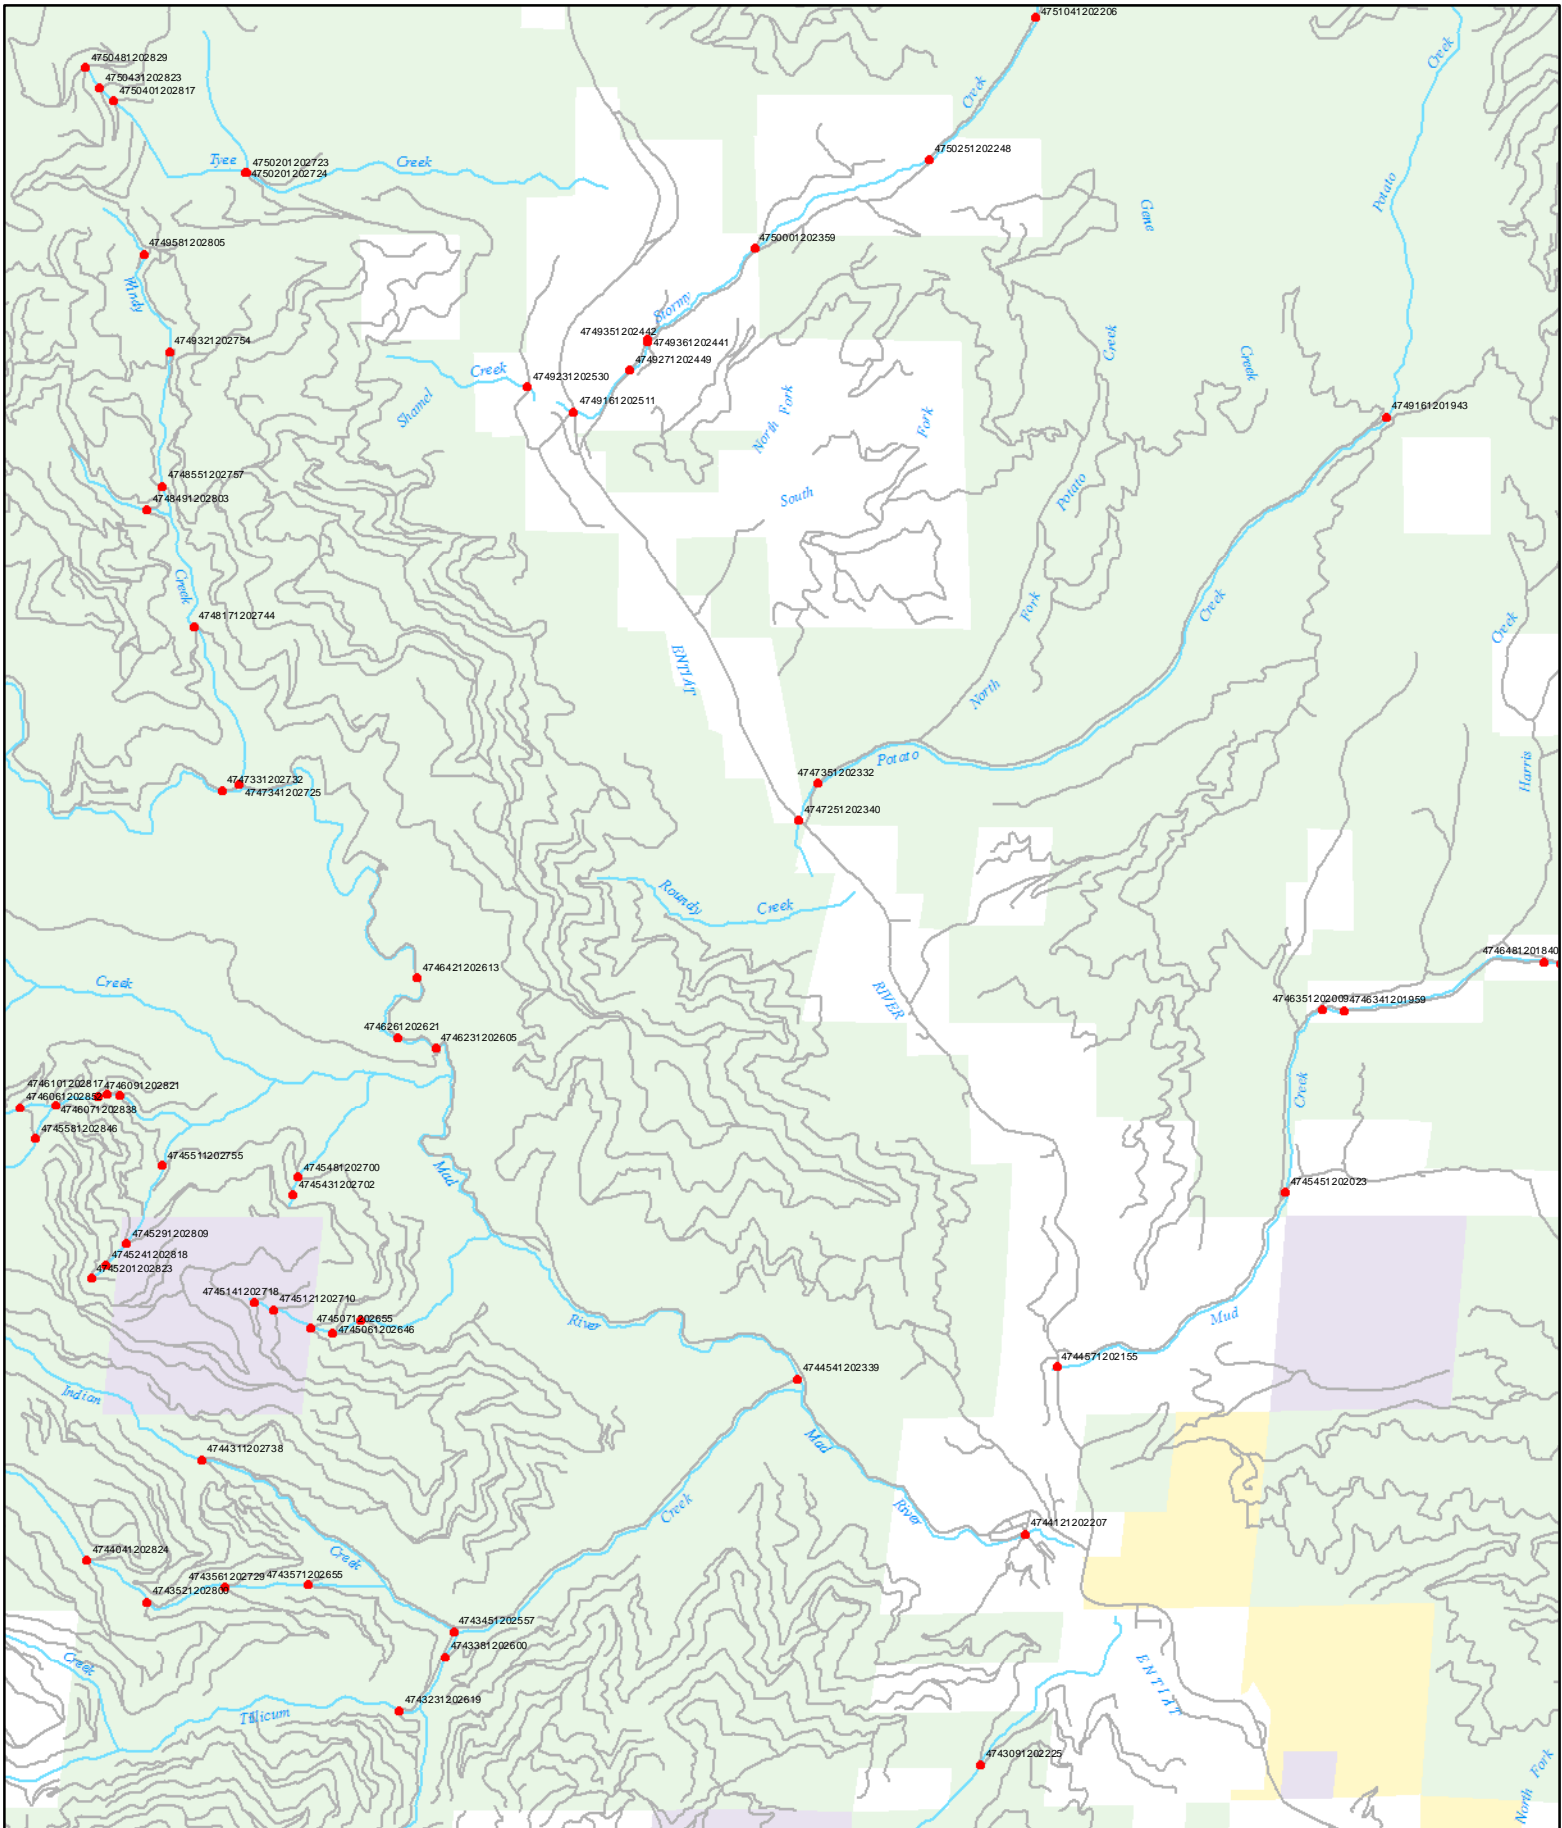 4751041202206
Creek
4750481202829
4750431202823
4750401202817
Creek
Tyee
Creek
4750201202723
4750201202724
4750251202248
Potato
Gene
4749581202805
4750001202359
Windy
Stormy
4749351202442
4749361202441
4749321202754
4749271202449
Creek
4749231202530
Creek
Creek
Shamel
4749161202511
North Fork
Fork
4749161201943
4748551202757
4748491202803
South
Potato
Creek
4748171202744
Fork
Creek
Creek
ENTIAT
North
4747351202332
Potato
Harris
4747331202732
4747341202725
4747251202340
Roundy
Creek
4746481201840
4746421202613
Creek
RIVER
4746351202009
4746341201959
4746261202621
4746231202605
Creek
4746101202817
4746091202821
4746071202838
4745581202846
4745511202755
Mad
4745481202700
4745431202702
4745451202023
4745291202809
4745241202818
4745201202823
4745141202718
4745121202710
4745071202655
4745061202646
River
Mud
4744571202155
4744541202339
Indian
Mad
4744311202738
Creek
River
4744121202207
Creek
4744041202824
4743561202729
4743571202655
4743521202800
4743451202557
4743381202600
Creek
ENTIAT
4743231202619
Tillicum
4743091202225
North Fork